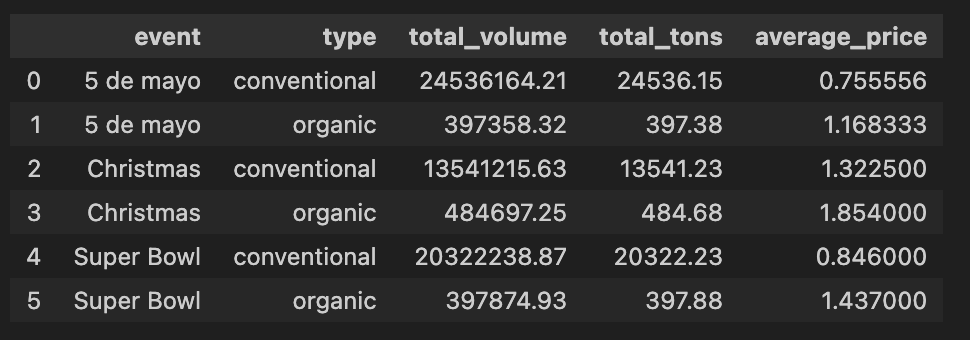 event type total_volume total_tons average_price
0 5 de mayo conventional 24536164.21 24536.15 0.755556
1 5 de mayo organic 397358.32 397.38 1.168333
2 Christmas conventional 13541215.63 13541.23 1.322500
3 Christmas organic 484697.25 484.68 1.854000
4 Super Bowl conventional 20322238.87 20322.23 0.846000
5 Super Bowl organic 397874.93 397.88 1.437000